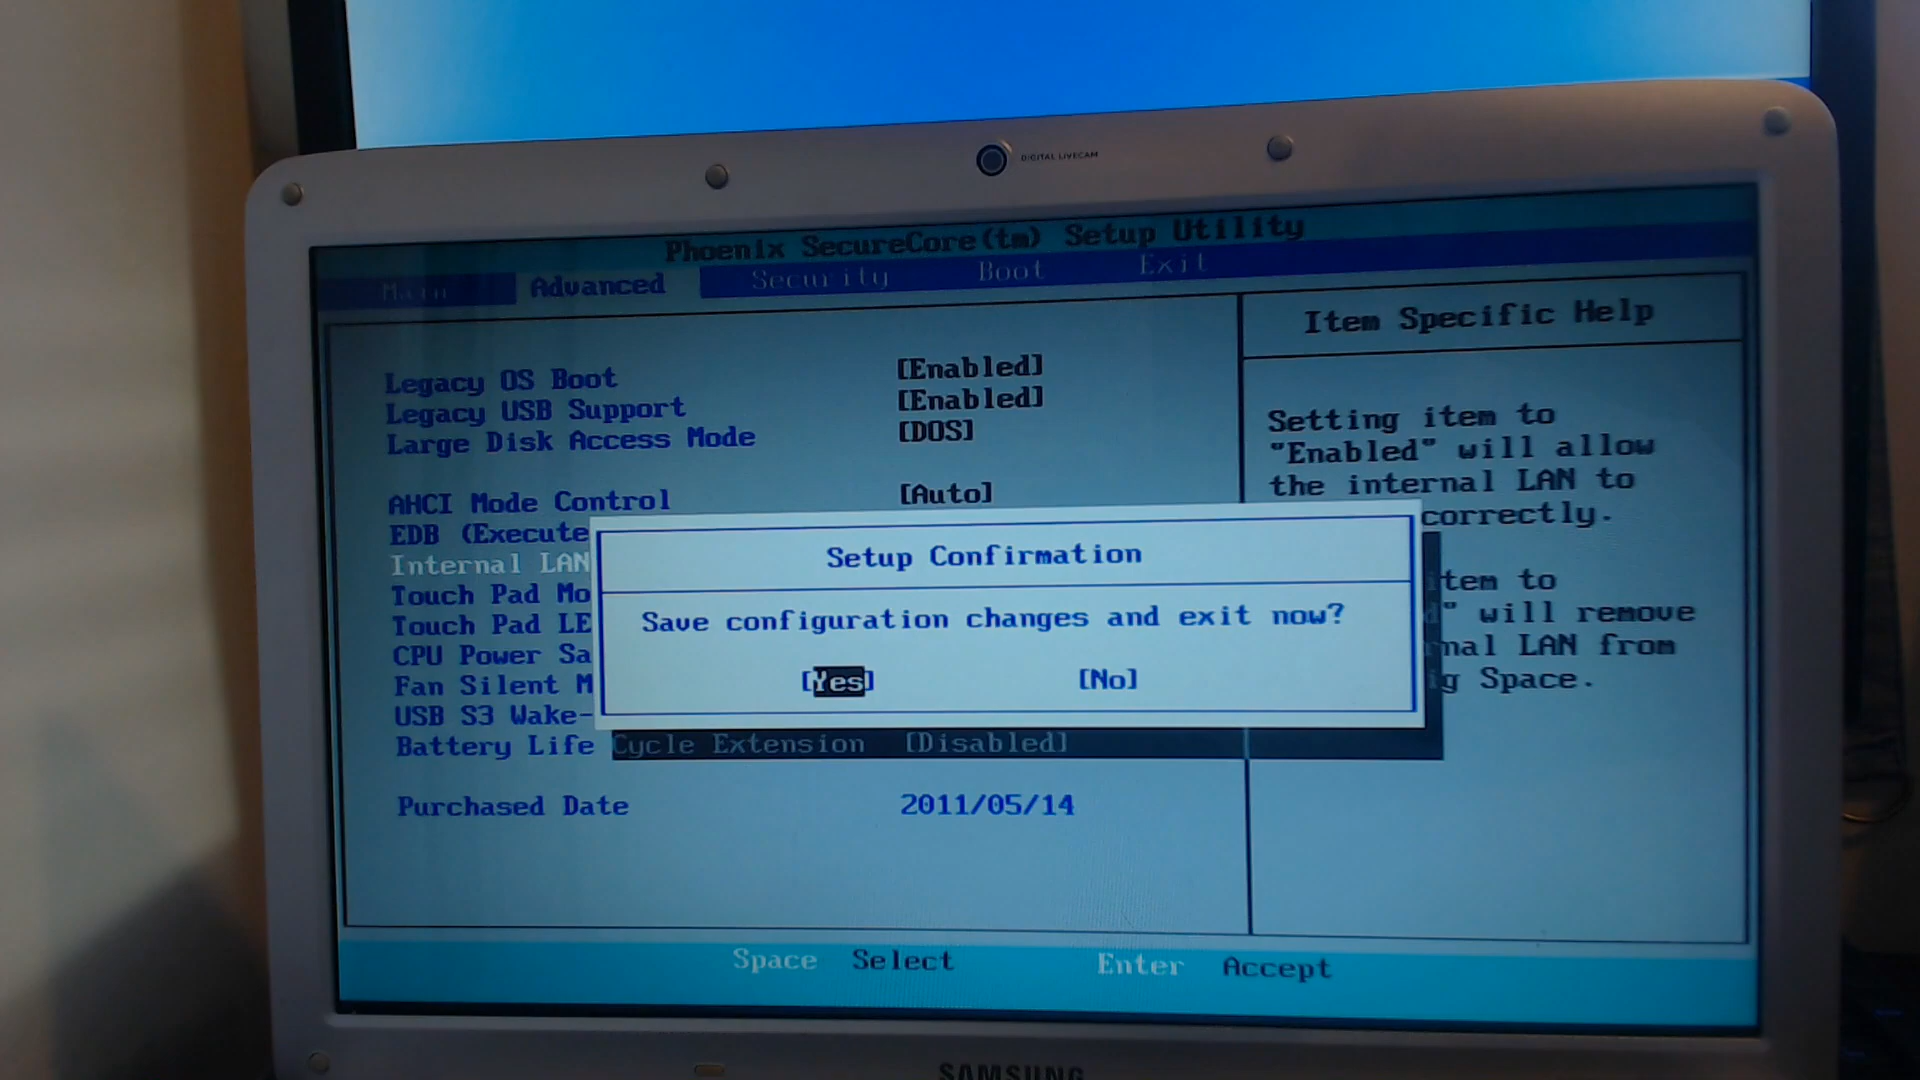 DIGITAL LIVECAM
Phoenix SecureCore(tm) Setup Utility
Main Advanced Security Boot Exit
Item Specific Help
Legacy OS Boot [Enabled]
Legacy USB Support [Enabled]
Large Disk Access Mode [DOS]
AHCI Mode Control [Auto]
EDB (Execute
Internal LAN
Touch Pad Mo
Touch Pad LE
CPU Power Sa
Fan Silent M
USB S3 Wake-
Battery Life Cycle Extension [Disabled]
Purchased Date 2011/05/14
Setup Confirmation
Save configuration changes and exit now?
[Yes] [No]
Setting item to
"Enabled" will allow
the internal LAN to
correctly.
item to
d" will remove
rnal LAN from
ig Space.
Space Select Enter Accept
SAMSUNG